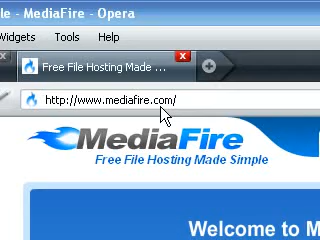 le - MediaFire - Opera
Widgets Tools Help
Free File Hosting Made ...
http://www.mediafire.com/
MediaFire
Free File Hosting Made Simple
Welcome to M